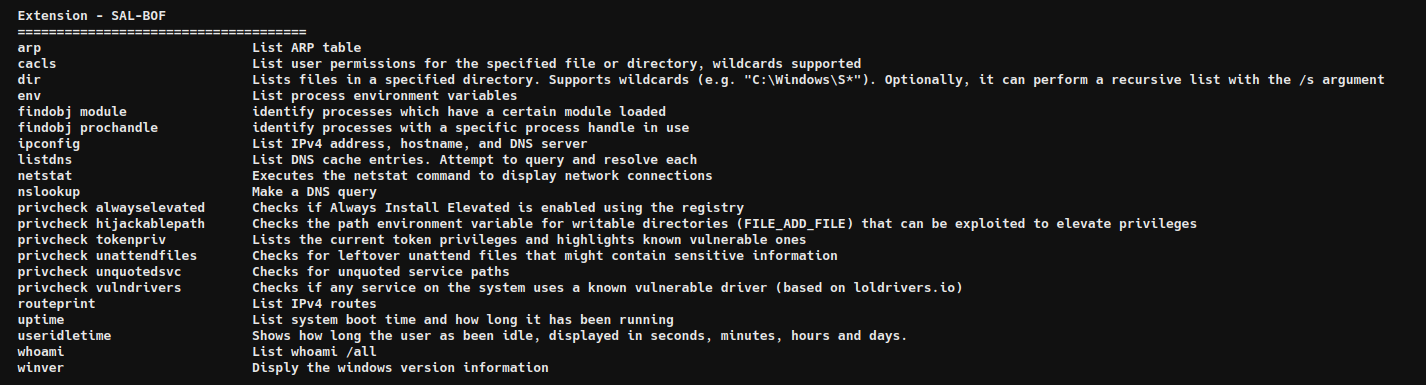 Extension - SAL-BOF
=====================================
arp List ARP table
cacls List user permissions for the specified file or directory, wildcards supported
dir Lists files in a specified directory. Supports wildcards (e.g. "C:\Windows\S*"). Optionally, it can perform a recursive list with the /s argument
env List process environment variables
findobj module identify processes which have a certain module loaded
findobj prochandle identify processes with a specific process handle in use
ipconfig List IPv4 address, hostname, and DNS server
listdns List DNS cache entries. Attempt to query and resolve each
netstat Executes the netstat command to display network connections
nslookup Make a DNS query
privcheck alwayselevated Checks if Always Install Elevated is enabled using the registry
privcheck hijackablepath Checks the path environment variable for writable directories (FILE_ADD_FILE) that can be exploited to elevate privileges
privcheck tokenpriv Lists the current token privileges and highlights known vulnerable ones
privcheck unattendfiles Checks for leftover unattend files that might contain sensitive information
privcheck unquotedsvc Checks for unquoted service paths
privcheck vulndrivers Checks if any service on the system uses a known vulnerable driver (based on loldrivers.io)
routeprint List IPv4 routes
uptime List system boot time and how long it has been running
useridletime Shows how long the user as been idle, displayed in seconds, minutes, hours and days.
whoami List whoami /all
winver Disply the windows version information